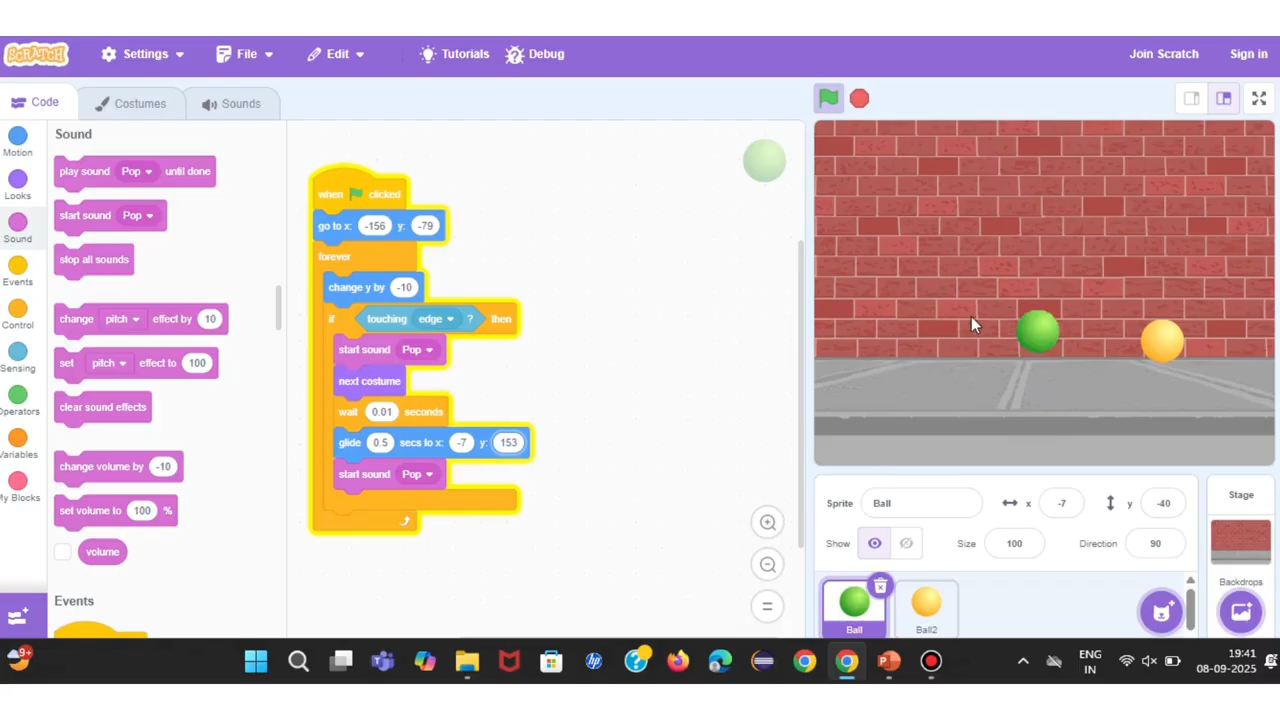 SCRATCH Settings File Edit Tutorials Debug Join Scratch Sign in
Code Costumes Sounds
Motion
Looks
Sound
Events
Control
Sensing
Operators
Variables
My Blocks
Sound
play sound Pop until done
start sound Pop
stop all sounds
change pitch effect by 10
set pitch effect to 100
clear sound effects
change volume by -10
set volume to 100 %
volume
Events
when clicked
go to x: -156 y: -79
forever
change y by -10
if touching edge ? then
start sound Pop
next costume
wait 0.01 seconds
glide 0.5 secs to x: -7 y: 153
start sound Pop
Sprite Ball x -7 y -40
Show Size 100 Direction 90
Ball
Ball2
Stage
Backdrops
9+
ENG
IN
19:41
08-09-2025